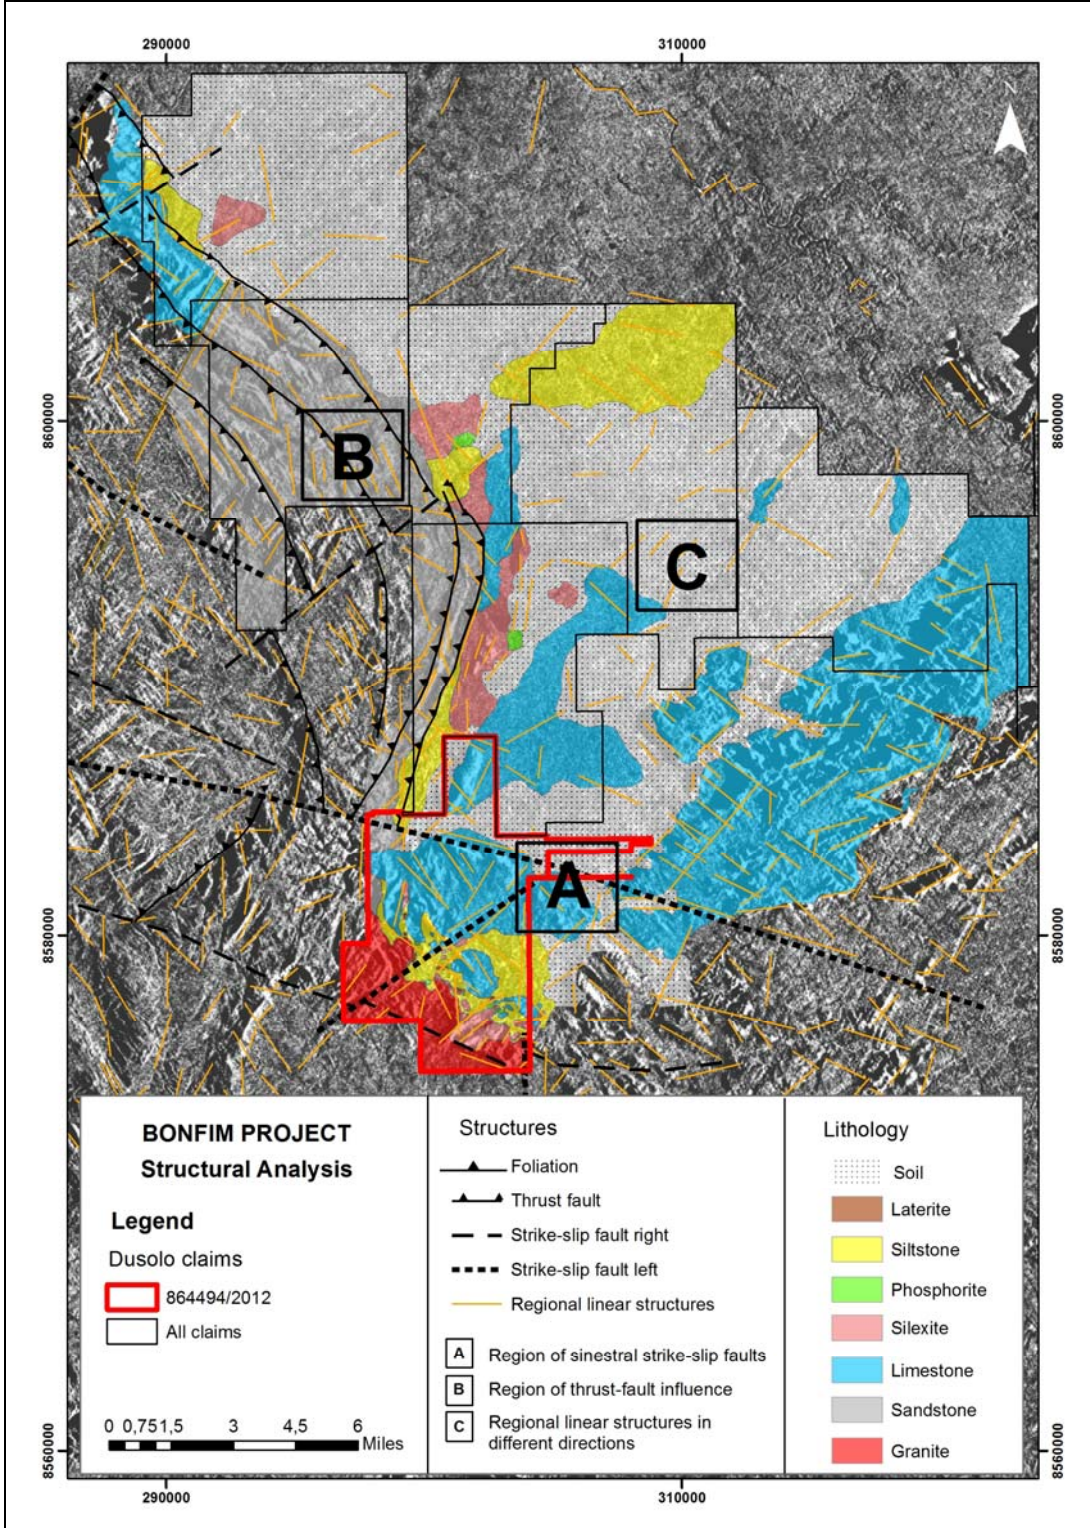 290000
310000
N
8600000
8600000
B
C
A
8580000
8580000
BONFIM PROJECT
Structural Analysis
Legend
Dusolo claims
864494/2012
All claims
0 0,75 1,5 3 4,5 6
Miles
Structures
Foliation
Thrust fault
Strike-slip fault right
Strike-slip fault left
Regional linear structures
A Region of sinestral strike-slip faults
B Region of thrust-fault influence
C Regional linear structures in
different directions
Lithology
Soil
Laterite
Siltstone
Phosphorite
Silexite
Limestone
Sandstone
Granite
8560000
8560000
290000
310000